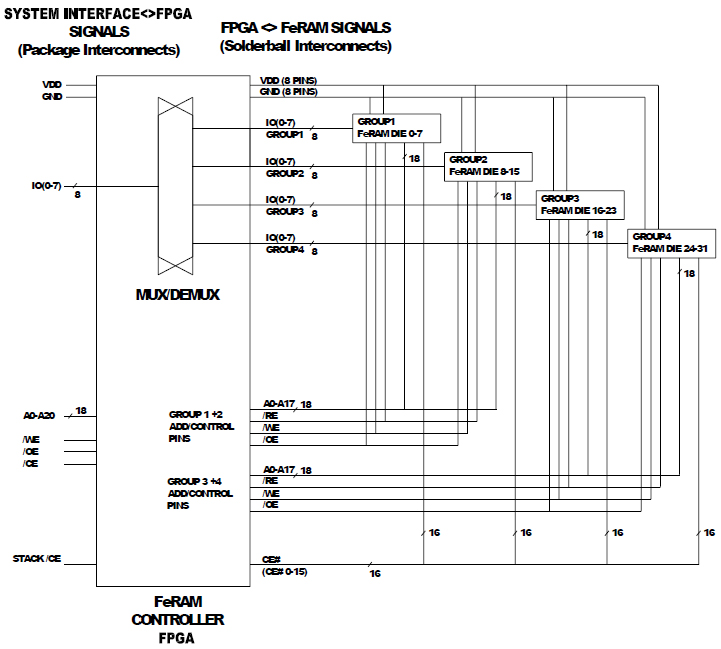 SYSTEM INTERFACE<>FPGA
SIGNALS
(Package Interconnects)
FPGA <> FeRAM SIGNALS
(Solderball Interconnects)
VDD
GND
VDD (8 PINS)
GND (8 PINS)
IO(0-7)
GROUP1
8
GROUP1
FeRAM DIE 0-7
18
IO(0-7)
GROUP2
8
GROUP2
FeRAM DIE 8-15
18
IO(0-7)
8
IO(0-7)
GROUP3
8
GROUP3
FeRAM DIE 16-23
18
IO(0-7)
GROUP4
8
GROUP4
FeRAM DIE 24-31
18
MUX/DEMUX
A0-A20
18
/WE
/OE
/CE
GROUP 1 +2
ADD/CONTROL
PINS
A0-A17
18
/RE
/WE
/OE
GROUP 3 +4
ADD/CONTROL
PINS
A0-A17
18
/RE
/WE
/OE
16
16
16
16
STACK /CE
CE#
(CE# 0-15)
16
FeRAM
CONTROLLER
FPGA